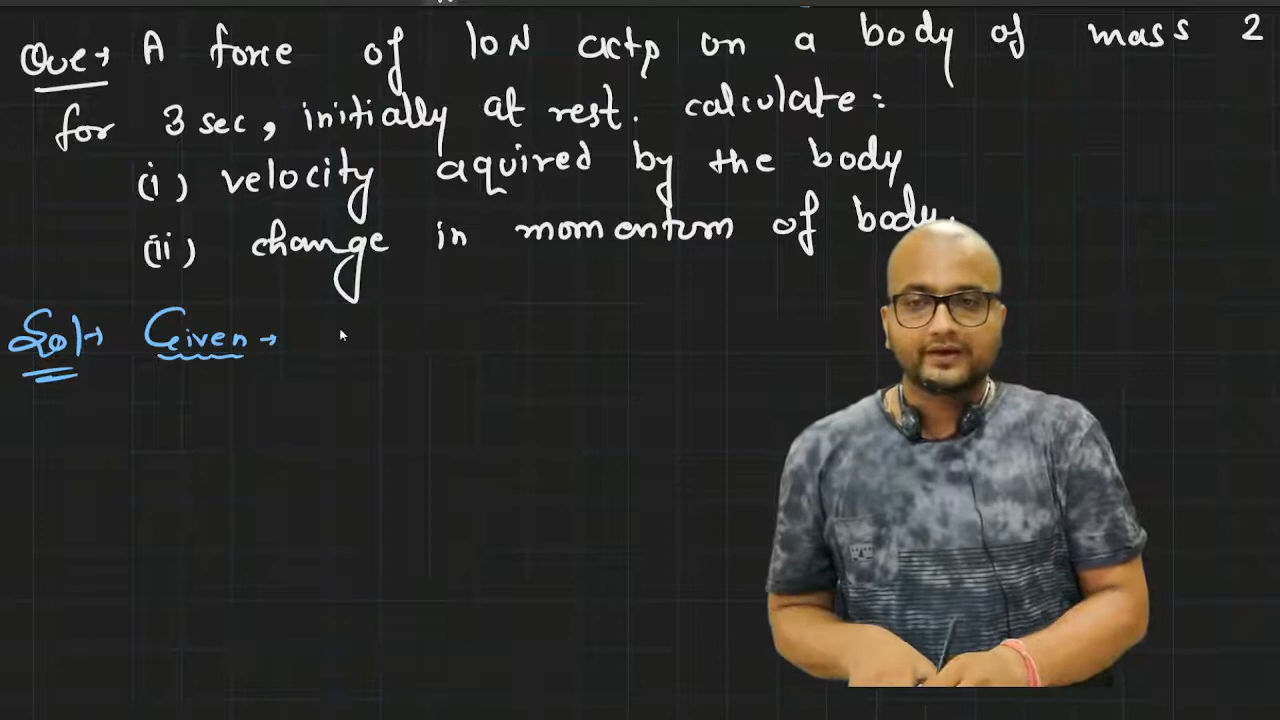 Que→ A force of 10N acts on a body of mass 2
for 3 sec, initially at rest. calculate:
(i) velocity aquired by the body
(ii) change in momentum of body.
Sol→ Given→